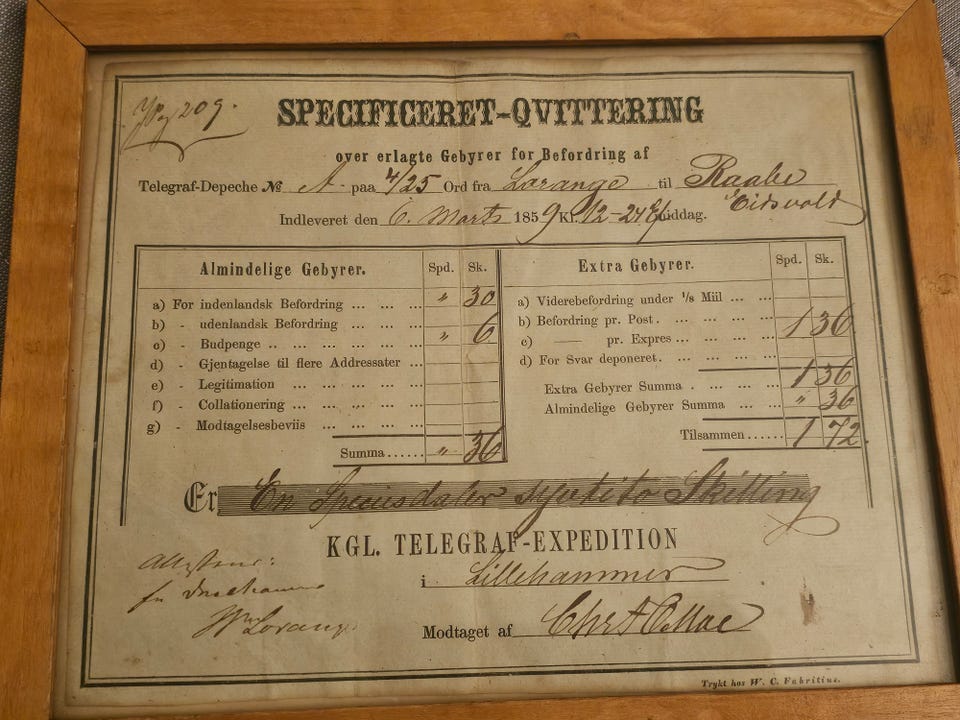 209.
SPECIFICERET-QVITTERING
over erlagte Gebyrer for Befordring af
Telegraf-Depeche № A. paa 4/25 Ord fra Lorange til Raabe
Eidsvold
Indleveret den 6. Marts 1859 Kl. 12-24 Middag.
Almindelige Gebyrer. Spd. Sk.
a) For indenlandsk Befordring ... ... ... " 30
b) - udenlandsk Befordring ... ... ...
c) - Budpenge .. ... ... ... ... ... " 6
d) - Gjentagelse til flere Addressater ...
e) - Legitimation ... ... ... ... ...
f) - Collationering ... ... ... ... ...
g) - Modtagelsesbeviis ... ... ... ...
Summa...... " 36
Extra Gebyrer. Spd. Sk.
a) Viderebefordring under 1/8 Miil ... ...
b) Befordring pr. Post. . ... ... ... ... 1 36
c) — pr. Expres ... ... ... ...
d) For Svar deponeret. ... ... ... ...
Extra Gebyrer Summa . ... ... ... 1 36
Almindelige Gebyrer Summa ... ... " 36
Tilsammen...... 1 72
Er En Speciesdaler syttito Skilling
KGL. TELEGRAF-EXPEDITION
i Lillehammer
Modtaget af
Lorange
Trykt hos W. C. Fabritius.